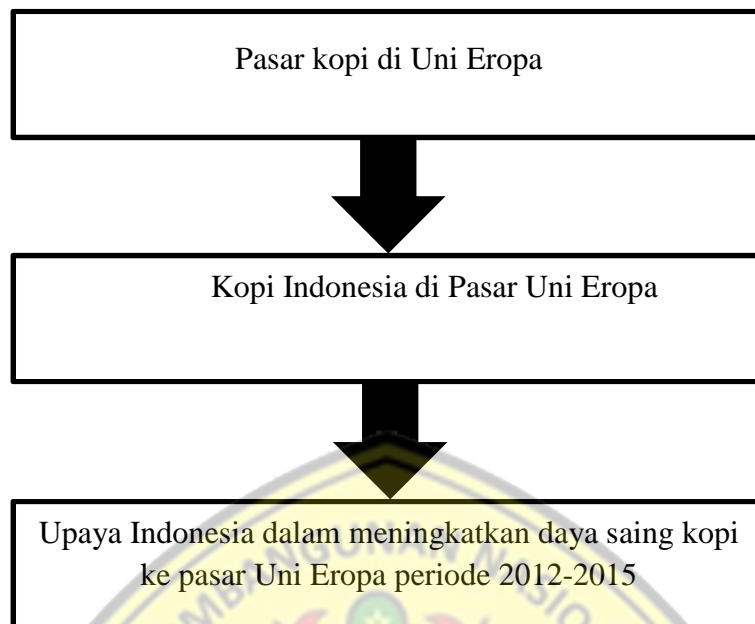 Pasar kopi di Uni Eropa
Kopi Indonesia di Pasar Uni Eropa
Upaya Indonesia dalam meningkatkan daya saing kopi
ke pasar Uni Eropa periode 2012-2015